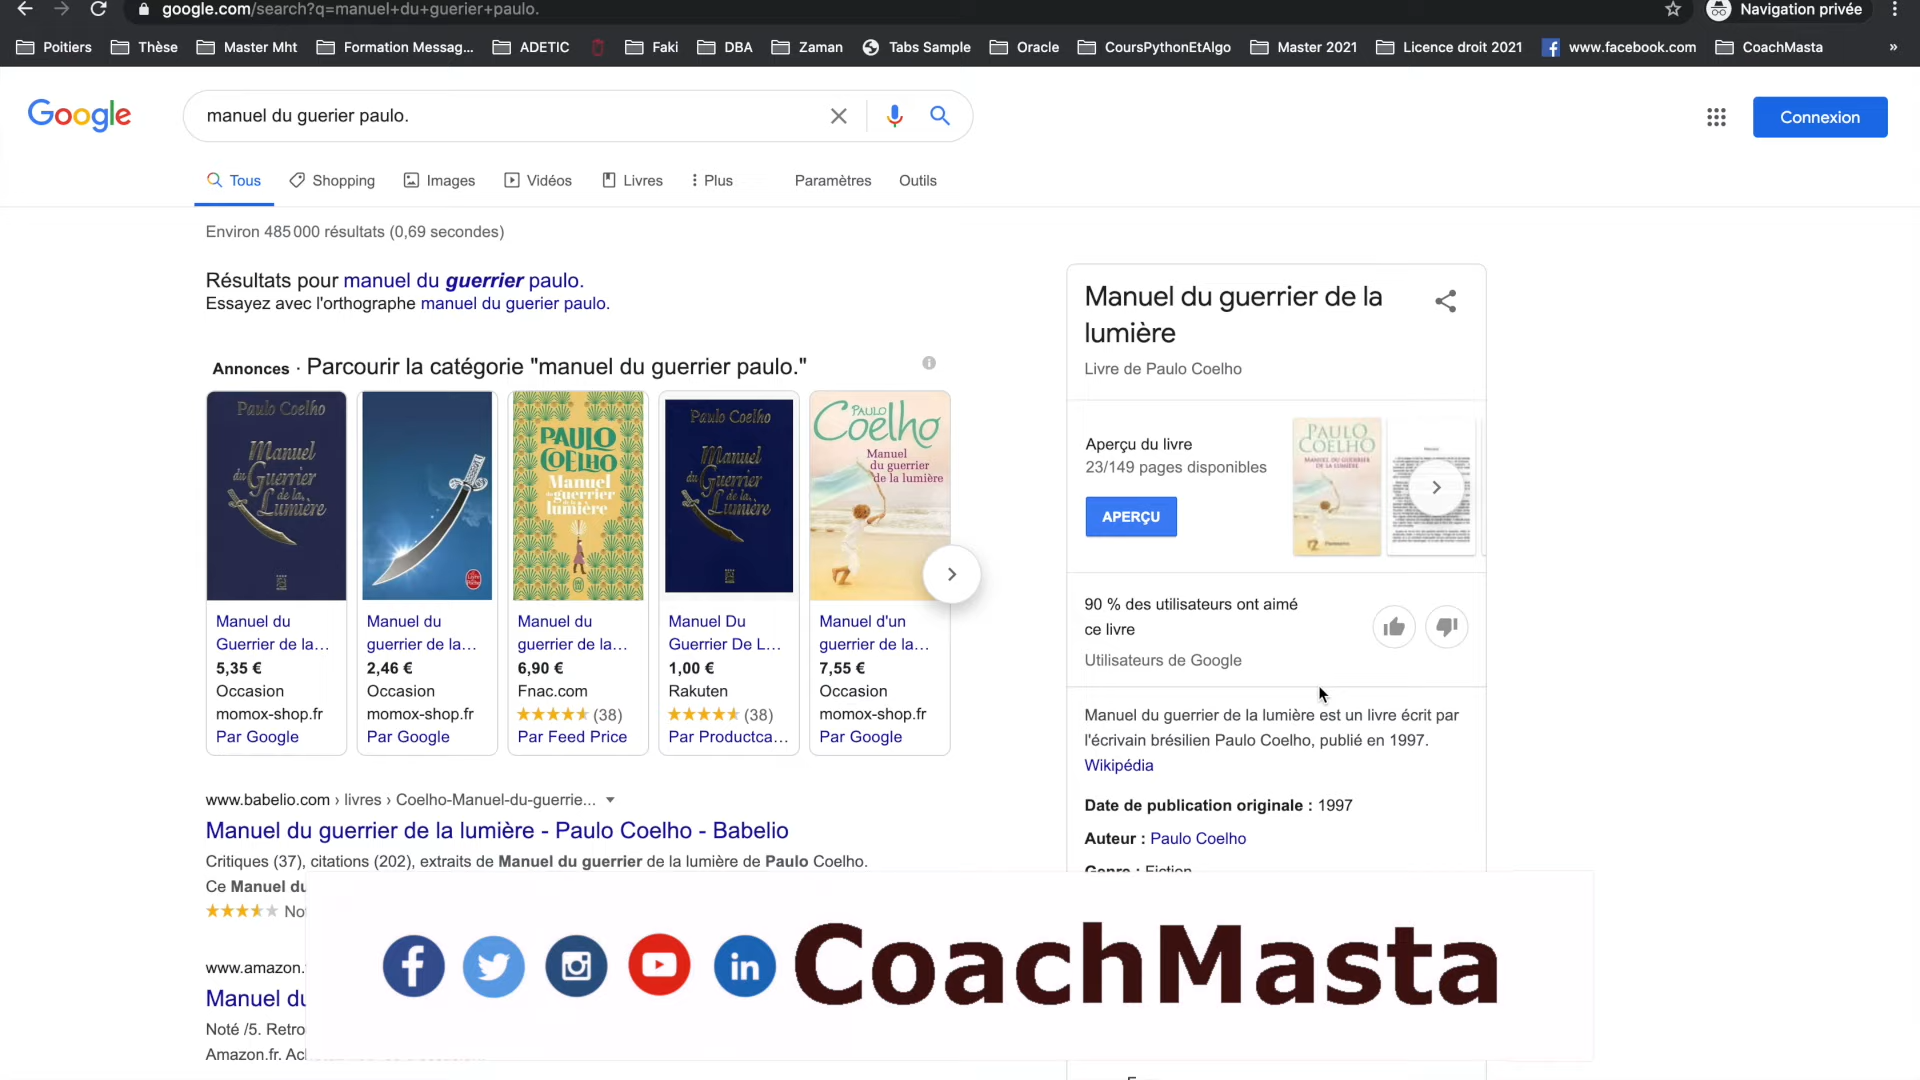 google.com/search?q=manuel+du+guerier+paulo.
Navigation privée
Poitiers
Thèse
Master Mht
Formation Messag...
ADETIC
Faki
DBA
Zaman
Tabs Sample
Oracle
CoursPythonEtAlgo
Master 2021
Licence droit 2021
www.facebook.com
CoachMasta
»
Google
manuel du guerier paulo.
Connexion
Tous
Shopping
Images
Vidéos
Livres
Plus
Paramètres
Outils
Environ 485 000 résultats (0,69 secondes)
Résultats pour manuel du guerrier paulo.
Essayez avec l'orthographe manuel du guerier paulo.
Annonces · Parcourir la catégorie "manuel du guerrier paulo."
Paulo Coelho
Manuel
du Guerrier
de la
Lumière
PAULO
COELHO
Manuel
du guerrier
de la
lumière
Paulo Coelho
Manuel
du Guerrier
de la
Lumière
PAULO
Coelho
Manuel
du guerrier
de la lumière
Manuel du
Guerrier de la...
5,35 €
Occasion
momox-shop.fr
Par Google
Manuel du
guerrier de la...
2,46 €
Occasion
momox-shop.fr
Par Google
Manuel du
guerrier de la...
6,90 €
Fnac.com
(38)
Par Feed Price
Manuel Du
Guerrier De L...
1,00 €
Rakuten
(38)
Par Productca...
Manuel d'un
guerrier de la...
7,55 €
Occasion
momox-shop.fr
Par Google
www.babelio.com › livres › Coelho-Manuel-du-guerrie...
Manuel du guerrier de la lumière - Paulo Coelho - Babelio
Critiques (37), citations (202), extraits de Manuel du guerrier de la lumière de Paulo Coelho.
Ce Manuel du
No
www.amazon.
Manuel du
Noté /5. Retro
Amazon.fr. Ac
Manuel du guerrier de la
lumière
Livre de Paulo Coelho
Aperçu du livre
23/149 pages disponibles
APERÇU
PAULO
COELHO
MANUEL DU GUERRIER
DE LA LUMIÈRE
90 % des utilisateurs ont aimé
ce livre
Utilisateurs de Google
Manuel du guerrier de la lumière est un livre écrit par
l'écrivain brésilien Paulo Coelho, publié en 1997.
Wikipédia
Date de publication originale : 1997
Auteur : Paulo Coelho
Genre : Fiction
CoachMasta